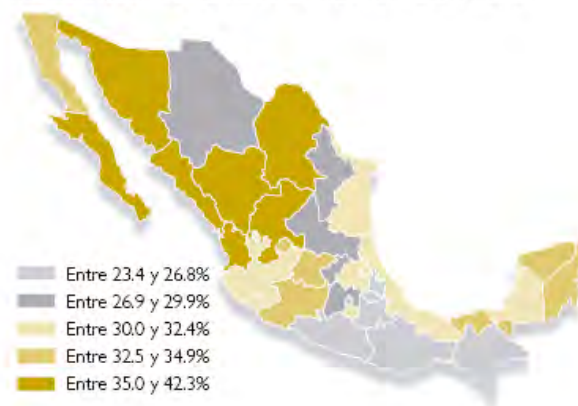 Entre 23.4 y 26.8%
Entre 26.9 y 29.9%
Entre 30.0 y 32.4%
Entre 32.5 y 34.9%
Entre 35.0 y 42.3%